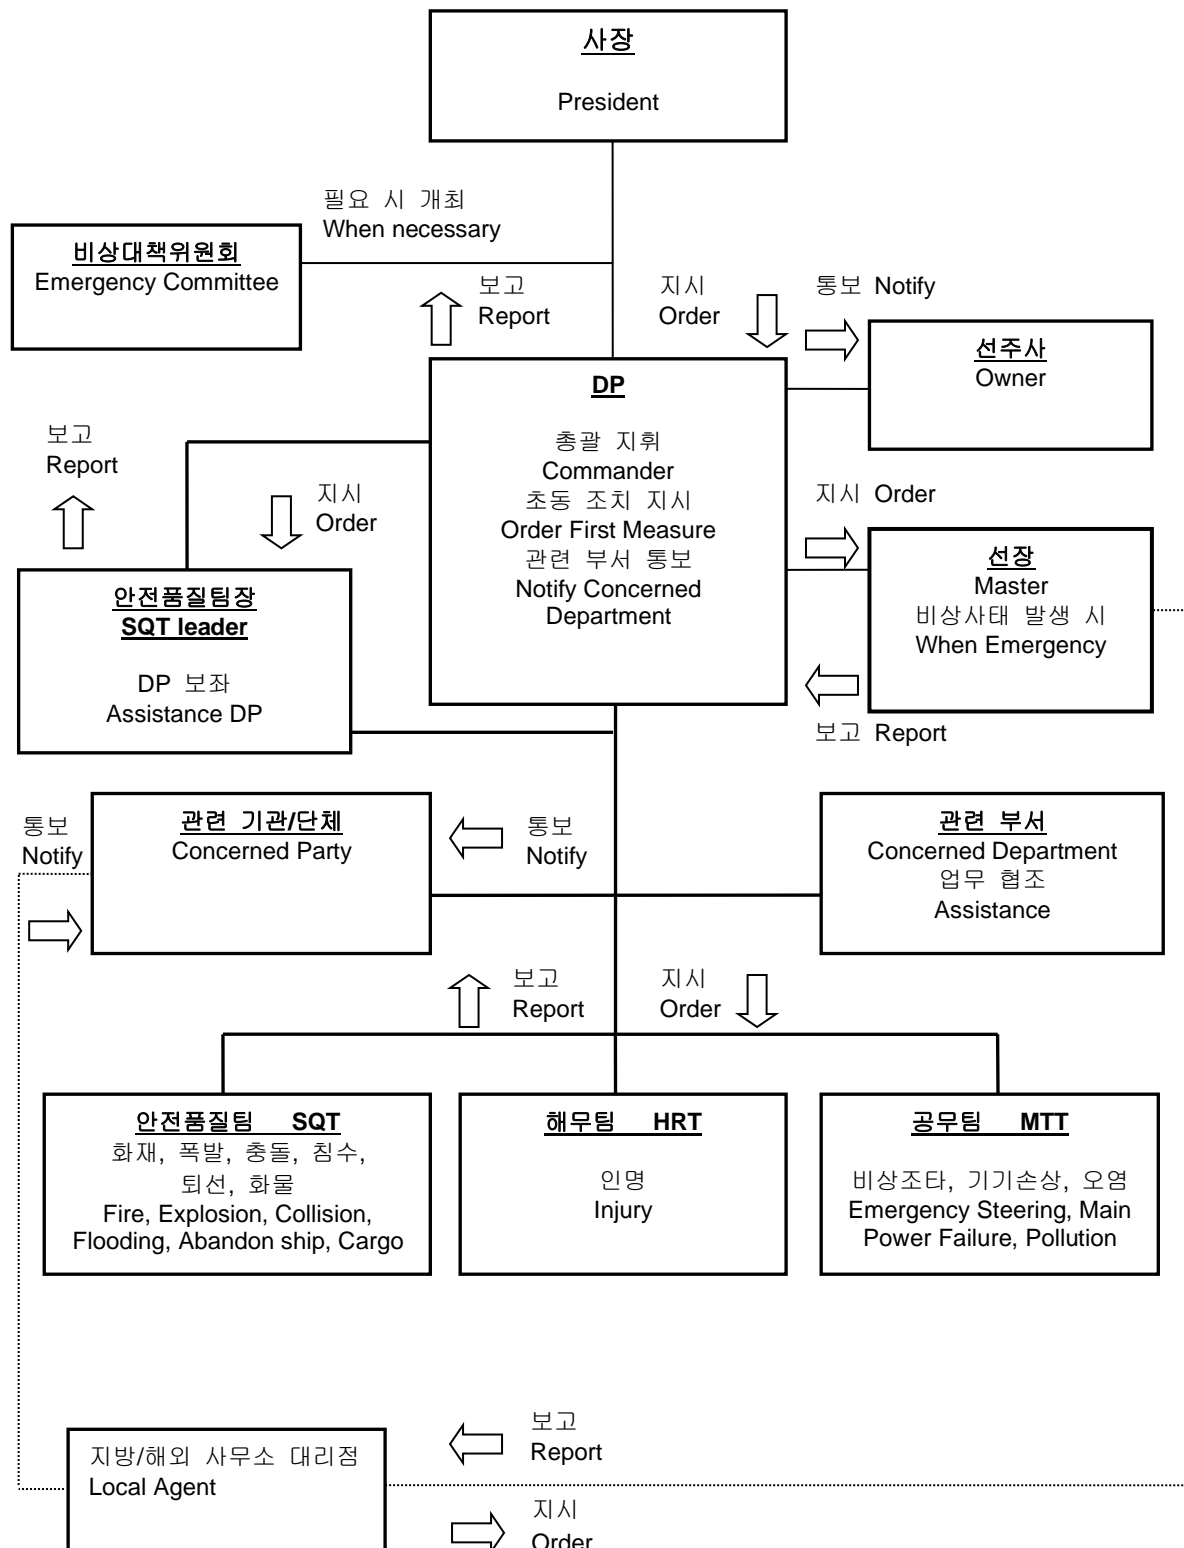 사장
President
필요 시 개최
When necessary
비상대책위원회
Emergency Committee
보고
Report
지시
Order
통보 Notify
선주사
Owner
DP
총괄 지휘
Commander
초동 조치 지시
Order First Measure
관련 부서 통보
Notify Concerned
Department
보고
Report
지시
Order
지시 Order
선장
Master
비상사태 발생 시
When Emergency
보고 Report
안전품질팀장
SQT leader
DP 보좌
Assistance DP
통보
Notify
관련 기관/단체
Concerned Party
통보
Notify
관련 부서
Concerned Department
업무 협조
Assistance
보고
Report
지시
Order
안전품질팀 SQT
화재, 폭발, 충돌, 침수,
퇴선, 화물
Fire, Explosion, Collision,
Flooding, Abandon ship, Cargo
해무팀 HRT
인명
Injury
공무팀 MTT
비상조타, 기기손상, 오염
Emergency Steering, Main
Power Failure, Pollution
지방/해외 사무소 대리점
Local Agent
보고
Report
지시
Order